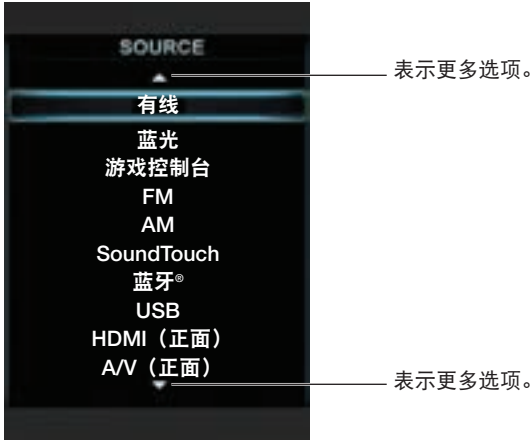 SOURCE
表示更多选项。
有线
蓝光
游戏控制台
FM
AM
SoundTouch
蓝牙®
USB
HDMI（正面）
A/V（正面）
表示更多选项。